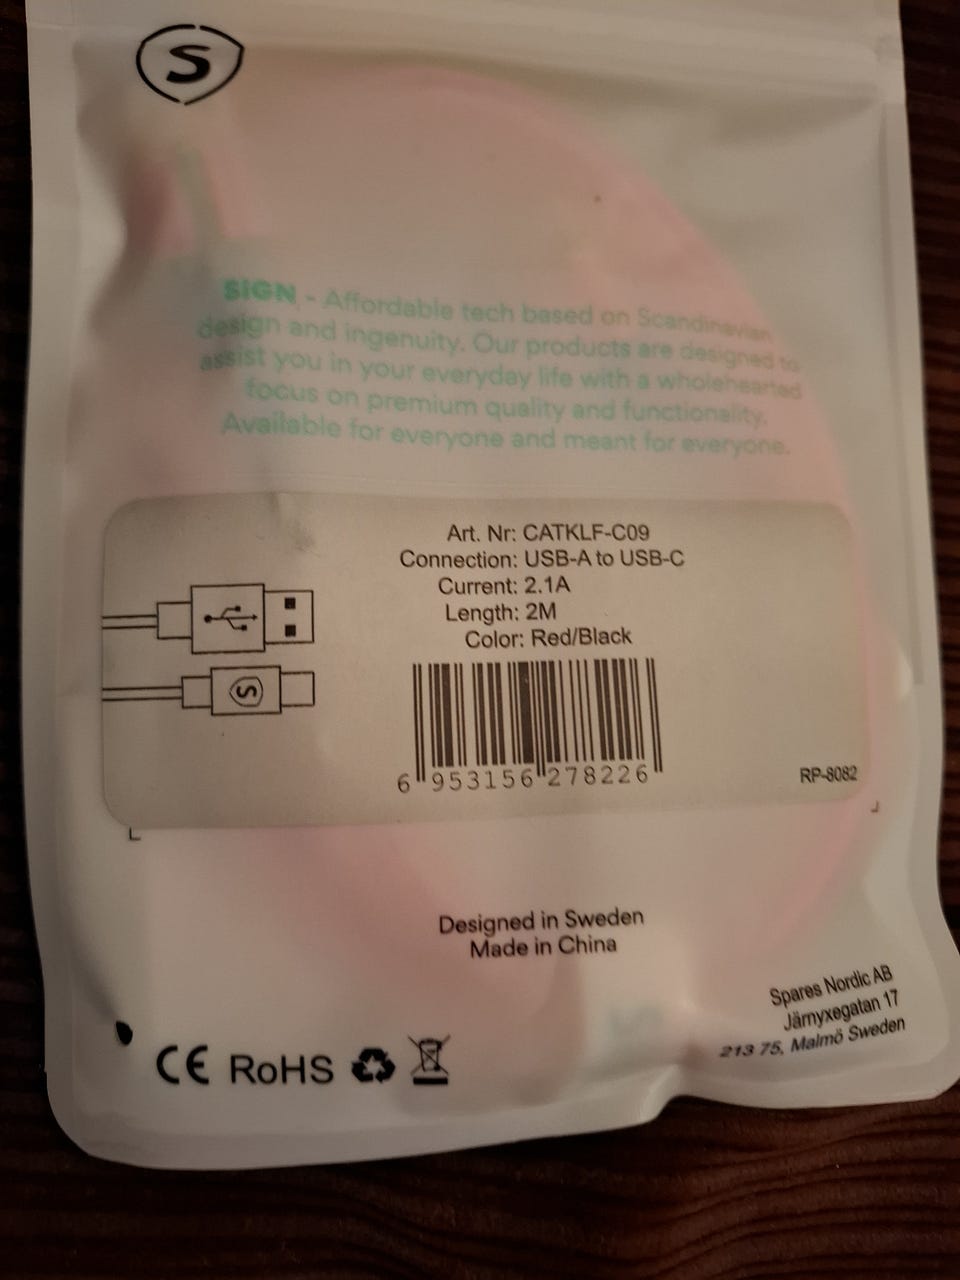 S
SIGN - Affordable tech based on Scandinavian
design and ingenuity. Our products are designed to
assist you in your everyday life with a wholehearted
focus on premium quality and functionality.
Available for everyone and meant for everyone.
Art. Nr: CATKLF-C09
Connection: USB-A to USB-C
Current: 2.1A
Length: 2M
Color: Red/Black
S
6 953156 278226
RP-8082
Designed in Sweden
Made in China
Spares Nordic AB
Järnyxegatan 17
213 75, Malmö Sweden
CE RoHS